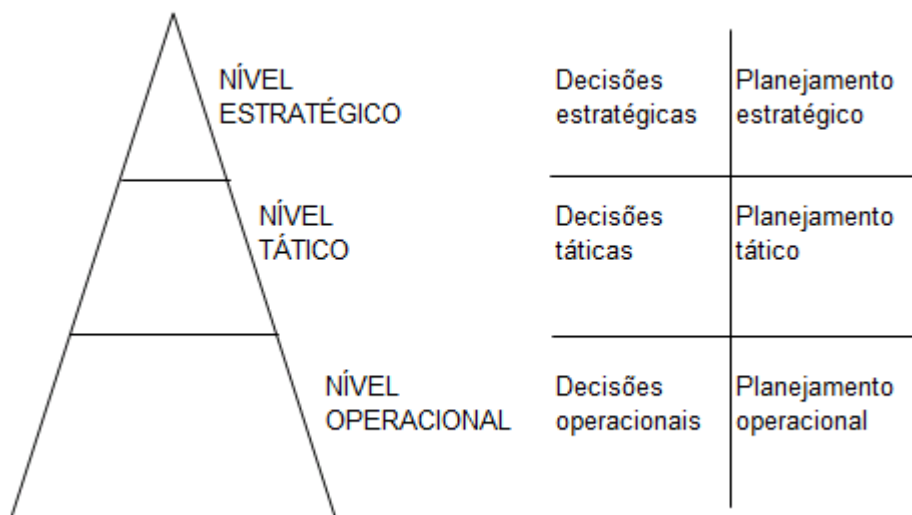 NÍVEL
ESTRATÉGICO
Decisões
estratégicas
Planejamento
estratégico
NÍVEL
TÁTICO
Decisões
táticas
Planejamento
tático
NÍVEL
OPERACIONAL
Decisões
operacionais
Planejamento
operacional